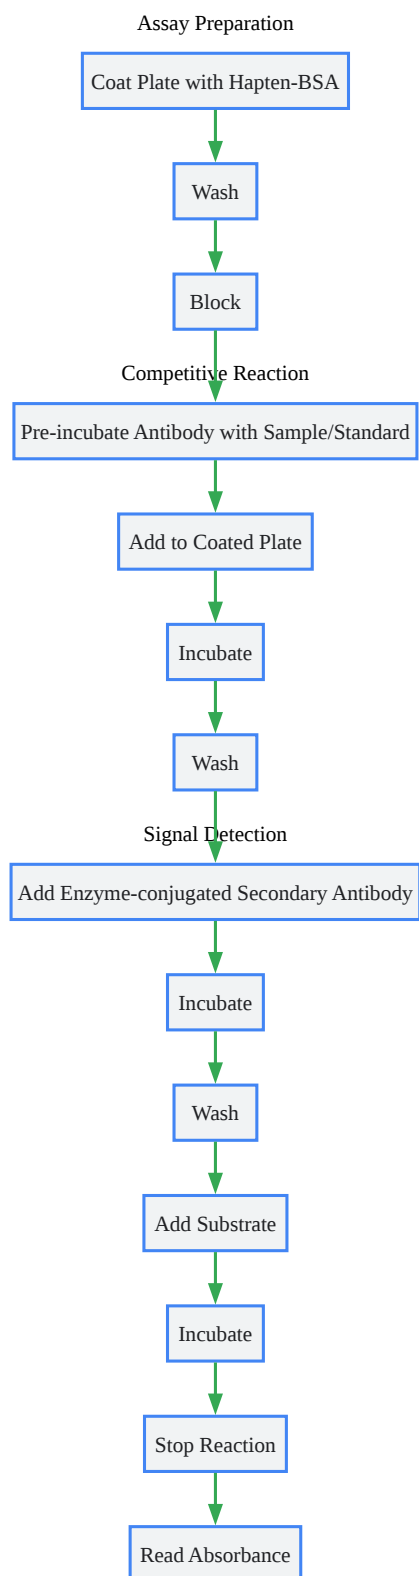 Assay Preparation
Coat Plate with Hapten-BSA
Wash
Block
Competitive Reaction
Pre-incubate Antibody with Sample/Standard
Add to Coated Plate
Incubate
Wash
Signal Detection
Add Enzyme-conjugated Secondary Antibody
Incubate
Wash
Add Substrate
Incubate
Stop Reaction
Read Absorbance